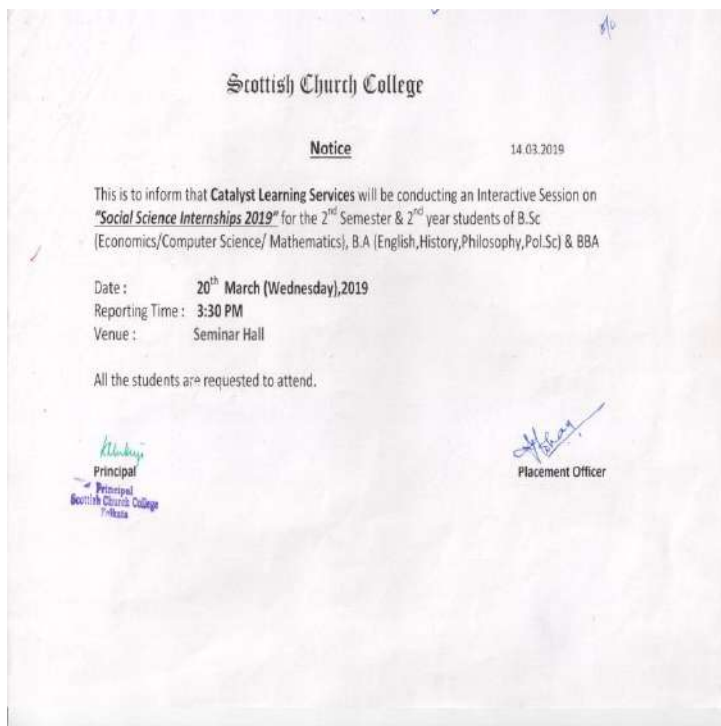 Scottish Church College
Notice
14.03.2019
This is to inform that Catalyst Learning Services will be conducting an Interactive Session on
"Social Science Internships 2019" for the 2nd Semester & 2nd year students of B.Sc
(Economics/Computer Science/ Mathematics), B.A (English,History,Philosophy,Pol.Sc) & BBA
Date : 20th March (Wednesday),2019
Reporting Time : 3:30 PM
Venue : Seminar Hall
All the students are requested to attend.
Principal
Placement Officer
Principal
Scottish Church College
Kolkata